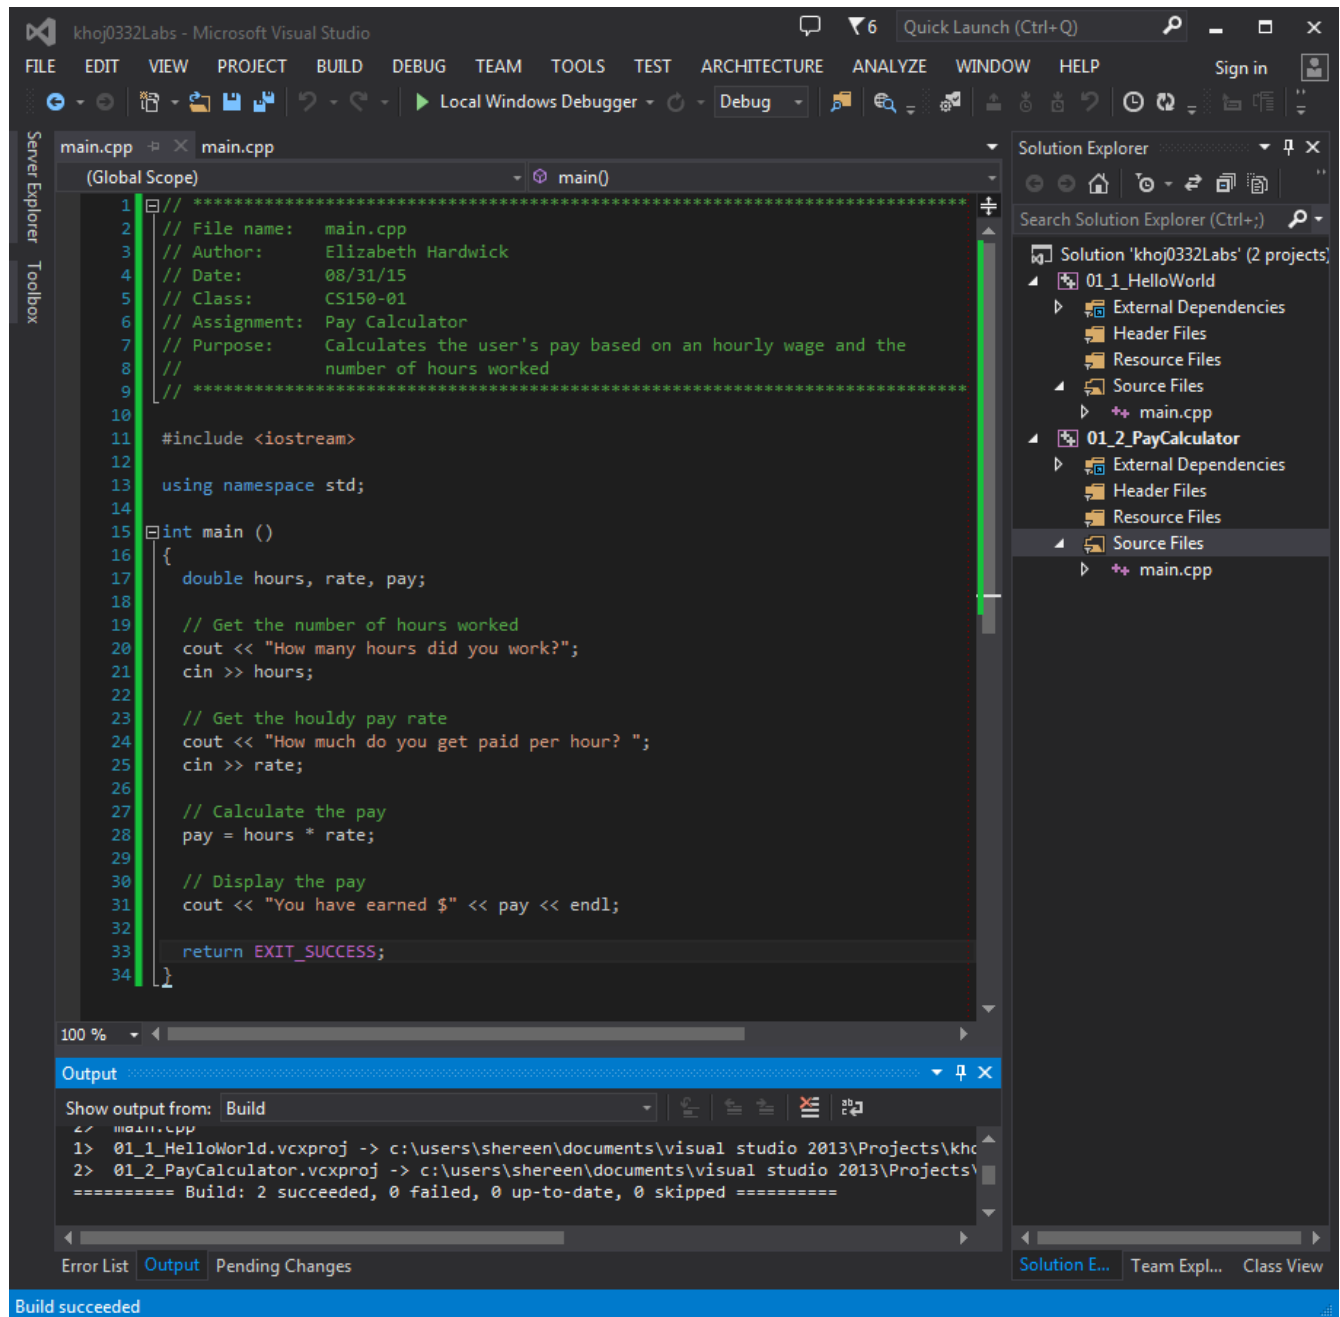 khoj0332Labs - Microsoft Visual Studio
6
Quick Launch (Ctrl+Q)
FILE EDIT VIEW PROJECT BUILD DEBUG TEAM TOOLS TEST ARCHITECTURE ANALYZE WINDOW HELP Sign in
Local Windows Debugger Debug
Server Explorer
Toolbox
main.cpp main.cpp
(Global Scope) main()
1 // ****************************************************************************
2 // File name: main.cpp
3 // Author: Elizabeth Hardwick
4 // Date: 08/31/15
5 // Class: CS150-01
6 // Assignment: Pay Calculator
7 // Purpose: Calculates the user's pay based on an hourly wage and the
8 // number of hours worked
9 // ****************************************************************************
10
11 #include <iostream>
12
13 using namespace std;
14
15 int main ()
16 {
17 double hours, rate, pay;
18
19 // Get the number of hours worked
20 cout << "How many hours did you work?";
21 cin >> hours;
22
23 // Get the houldy pay rate
24 cout << "How much do you get paid per hour? ";
25 cin >> rate;
26
27 // Calculate the pay
28 pay = hours * rate;
29
30 // Display the pay
31 cout << "You have earned $" << pay << endl;
32
33 return EXIT_SUCCESS;
34 }
100 %
Output
Show output from: Build
2> main.cpp
1> 01_1_HelloWorld.vcxproj -> c:\users\shereen\documents\visual studio 2013\Projects\kho
2> 01_2_PayCalculator.vcxproj -> c:\users\shereen\documents\visual studio 2013\Projects\
========== Build: 2 succeeded, 0 failed, 0 up-to-date, 0 skipped ==========
Error List Output Pending Changes
Solution Explorer
Search Solution Explorer (Ctrl+;)
Solution 'khoj0332Labs' (2 projects)
01_1_HelloWorld
External Dependencies
Header Files
Resource Files
Source Files
main.cpp
01_2_PayCalculator
External Dependencies
Header Files
Resource Files
Source Files
main.cpp
Solution E... Team Expl... Class View
Build succeeded